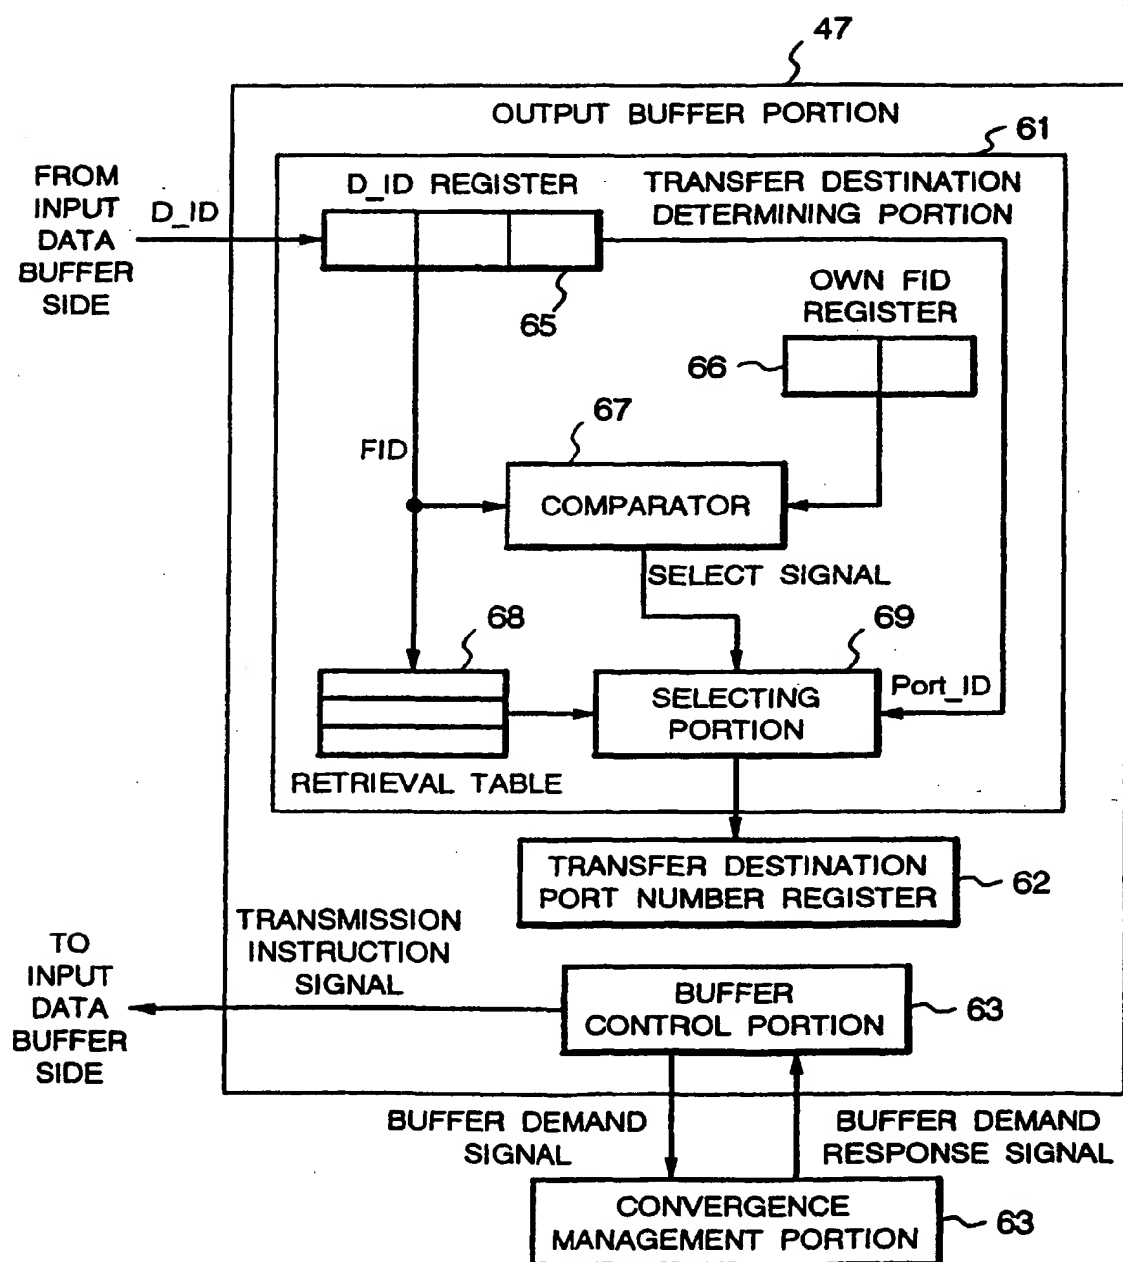 47
OUTPUT BUFFER PORTION
61
FROM
INPUT
DATA
BUFFER
SIDE
D_ID
D_ID REGISTER
TRANSFER DESTINATION
DETERMINING PORTION
65
OWN FID
REGISTER
66
67
FID
COMPARATOR
SELECT SIGNAL
68
69
SELECTING
PORTION
Port_ID
RETRIEVAL TABLE
TRANSFER DESTINATION
PORT NUMBER REGISTER
62
TRANSMISSION
INSTRUCTION
SIGNAL
TO
INPUT
DATA
BUFFER
SIDE
BUFFER
CONTROL PORTION
63
BUFFER DEMAND
SIGNAL
BUFFER DEMAND
RESPONSE SIGNAL
CONVERGENCE
MANAGEMENT PORTION
63